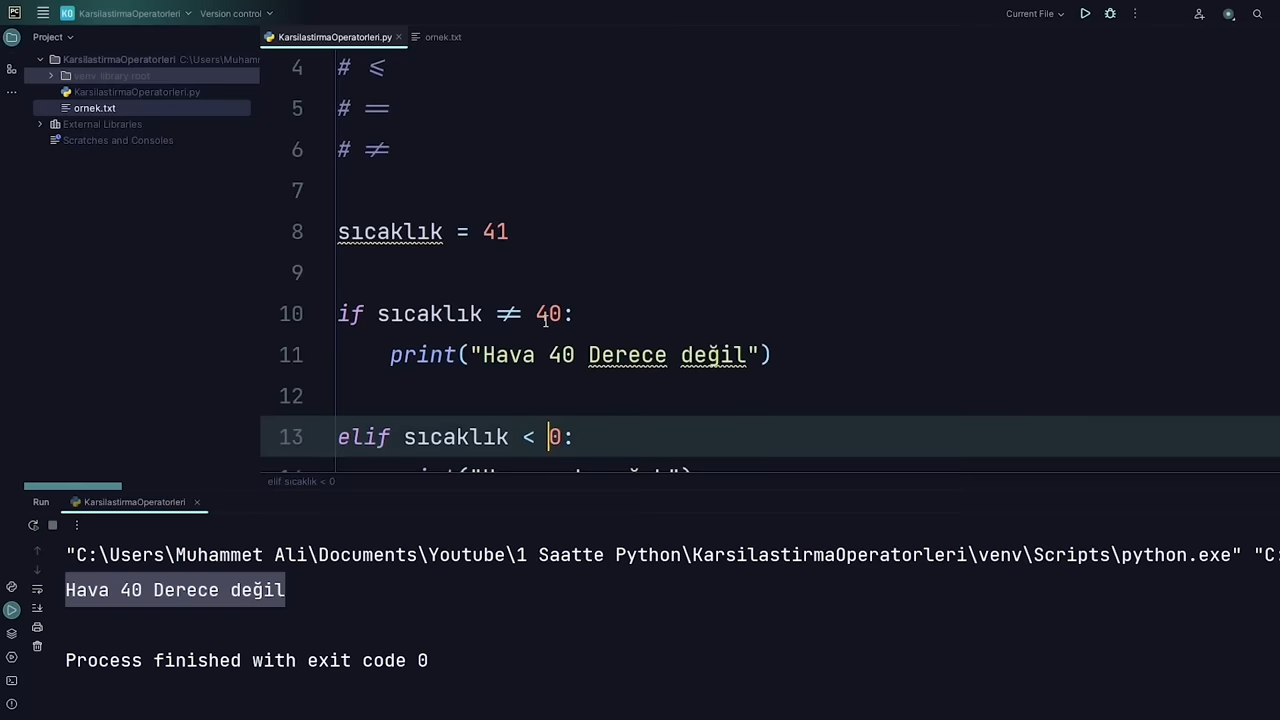 KO KarsilastirmaOperatorleri Version control Current File
Project
KarsilastirmaOperatorleri.py ornek.txt
KarsilastirmaOperatorleri C:\Users\Muhamm
venv library root
KarsilastirmaOperatorleri.py
ornek.txt
External Libraries
Scratches and Consoles
4 # ≤
5 # ==
6 # ≠
7
8 sıcaklık = 41
9
10 if sıcaklık ≠ 40:
11 print("Hava 40 Derece değil")
12
13 elif sıcaklık < 0:
elif sıcaklık < 0
Run KarsilastirmaOperatorleri
"C:\Users\Muhammet Ali\Documents\Youtube\1 Saatte Python\KarsilastirmaOperatorleri\venv\Scripts\python.exe" "C:
Hava 40 Derece değil
Process finished with exit code 0